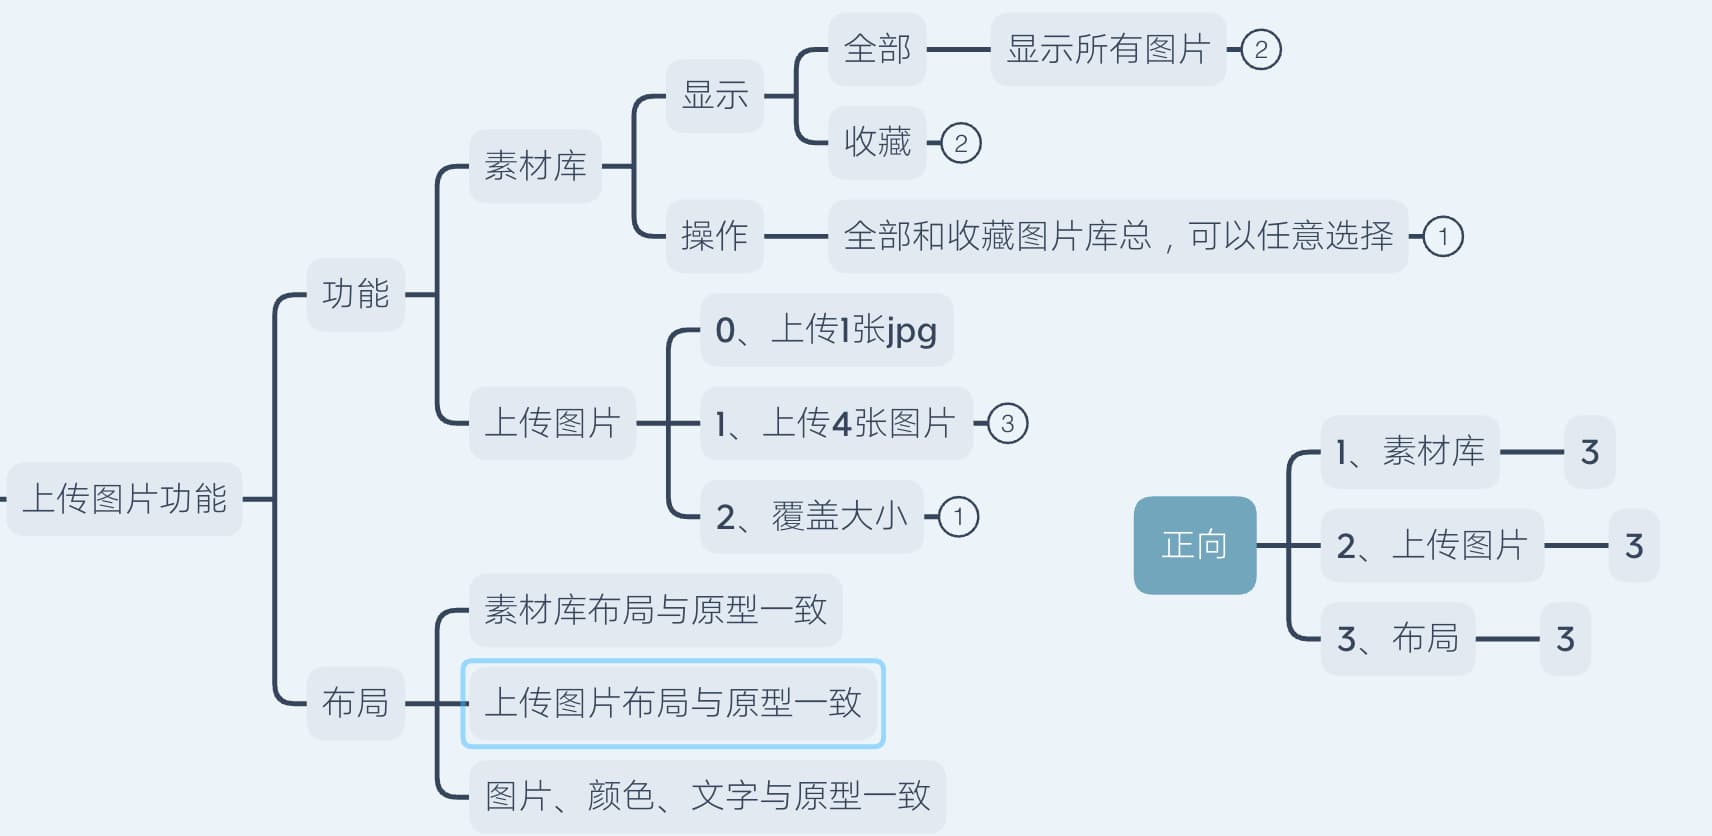 上传图片功能
功能
素材库
显示
全部
显示所有图片
2
收藏
2
操作
全部和收藏图片库总，可以任意选择
1
上传图片
0、上传1张jpg
1、上传4张图片
3
2、覆盖大小
1
布局
素材库布局与原型一致
上传图片布局与原型一致
图片、颜色、文字与原型一致
正向
1、素材库
3
2、上传图片
3
3、布局
3